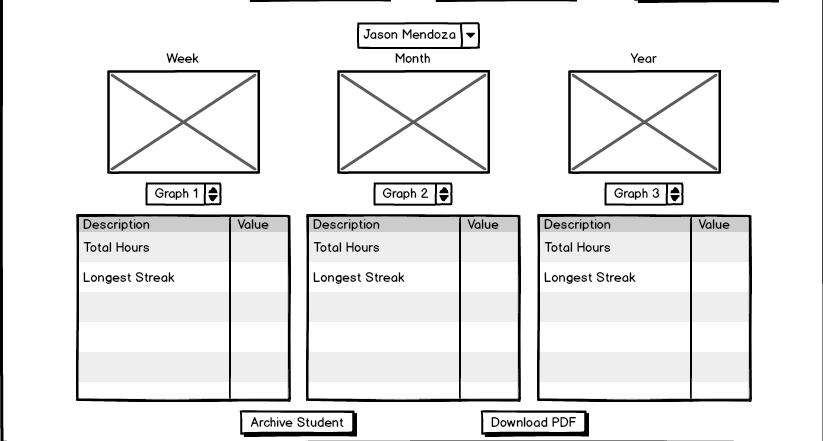 Jason Mendoza
Week
Month
Year
Graph 1
Graph 2
Graph 3
Description Value
Description Value
Description Value
Total Hours
Total Hours
Total Hours
Longest Streak
Longest Streak
Longest Streak
Archive Student
Download PDF